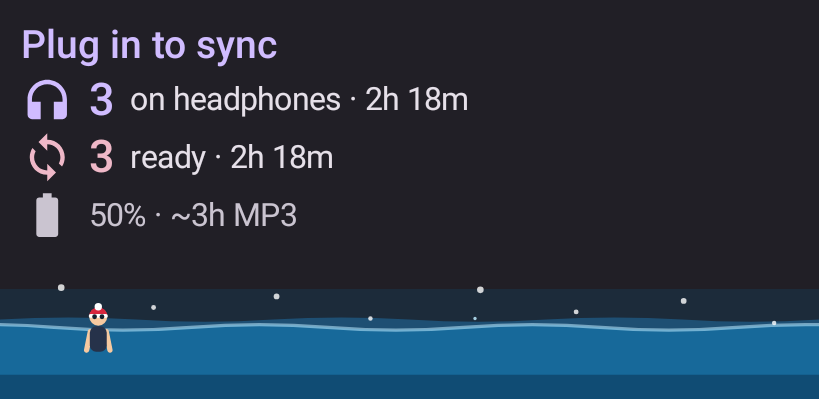 Plug in to sync
3 on headphones · 2h 18m
3 ready · 2h 18m
50% · ~3h MP3